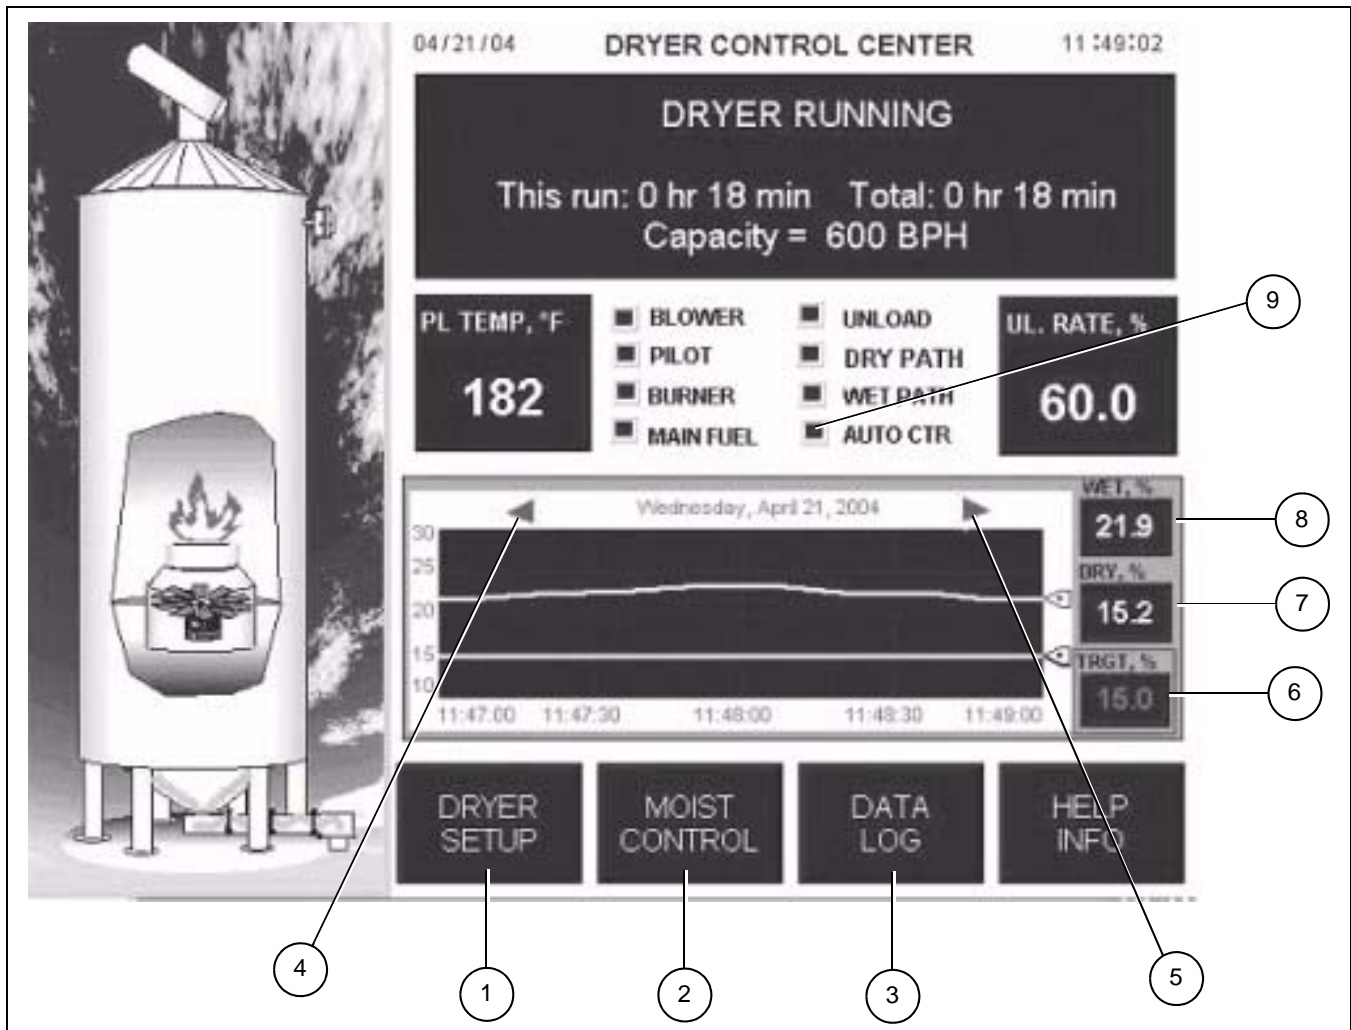 04/21/04 DRYER CONTROL CENTER 11:49:02
DRYER RUNNING
This run: 0 hr 18 min Total: 0 hr 18 min
Capacity = 600 BPH
PL TEMP, °F
182
BLOWER
PILOT
BURNER
MAIN FUEL
UNLOAD
DRY PATH
WET PATH
AUTO CTR
UL. RATE, %
60.0
9
Wednesday, April 21, 2004
30
25
20
15
10
11:47:00 11:47:30 11:48:00 11:48:30 11:49:00
WET, %
21.9
8
DRY, %
15.2
7
TRGT, %
15.0
6
DRYER
SETUP
MOIST
CONTROL
DATA
LOG
HELP
INFO
4
1
2
3
5